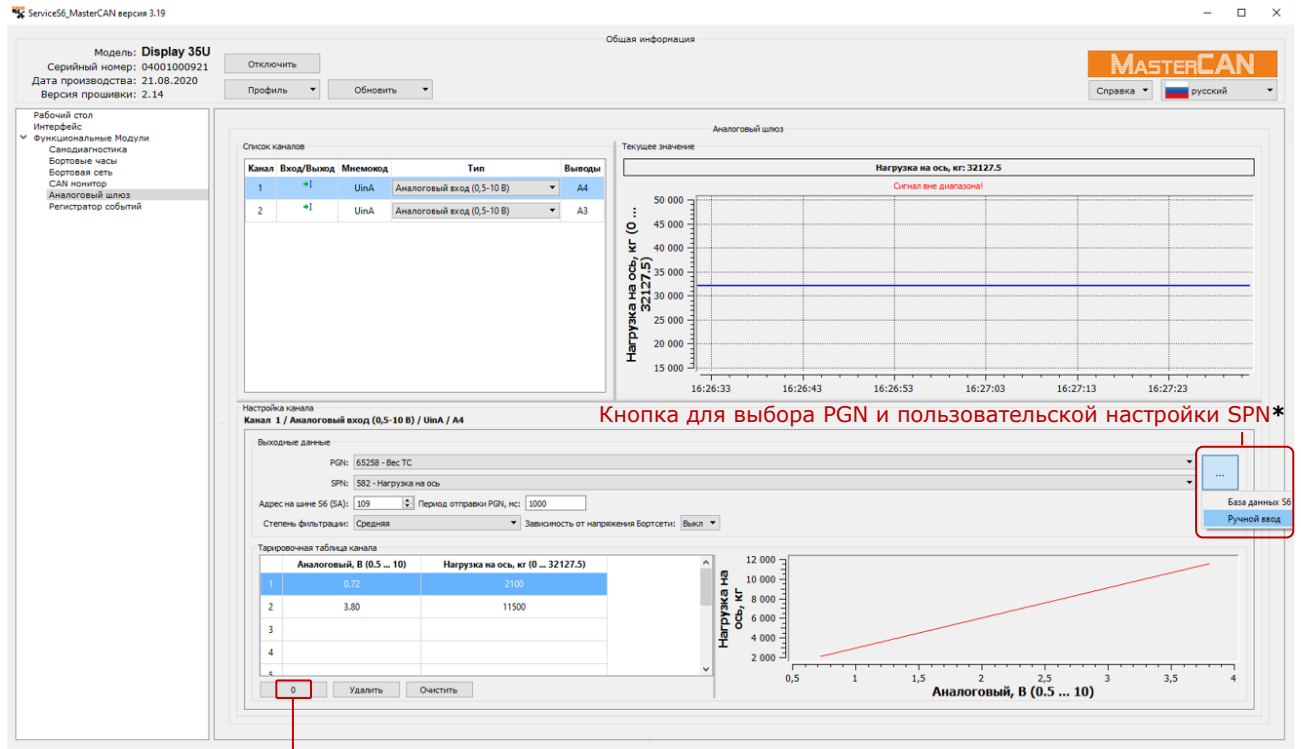 ServiceS6_MasterCAN версия 3.19
Общая информация
Модель: Display 35U
Серийный номер: 04001000921
Дата производства: 21.08.2020
Версия прошивки: 2.14
Отключить
Профиль
Обновить
MASTERCAN
Справка
русский
Рабочий стол
Интерфейс
Функциональные Модули
Санодиагностика
Бортовые часы
Бортовая сеть
CAN монитор
Аналоговый шлюз
Регистратор событий
Аналоговый шлюз
Список каналов
Канал Вход/Выход Мнемокод Тип Выводы
1 UinA Аналоговый вход (0,5-10 В) A4
2 UinA Аналоговый вход (0,5-10 В) A3
Текущее значение
Нагрузка на ось, кг: 32127.5
Сигнал вне диапазона!
Нагрузка на ось, кг (0 ...
32127.5)
50 000
45 000
40 000
35 000
30 000
25 000
20 000
15 000
16:26:33 16:26:43 16:26:53 16:27:03 16:27:13 16:27:23
Настройка канала
Канал 1 / Аналоговый вход (0,5-10 В) / UinA / A4
Кнопка для выбора PGN и пользовательской настройки SPN*
Выходные данные
PGN: 65258 - Вес ТС
SPN: 582 - Нагрузка на ось
...
База данных S6
Ручной ввод
Адрес на шине S6 (SA): 109 Период отправки PGN, мс: 1000
Степень фильтрации: Средняя Зависимость от напряжения Бортсети: Выкл
Тарировочная таблица канала
Аналоговый, В (0.5 ... 10) Нагрузка на ось, кг (0 ... 32127.5)
1 0.72 2100
2 3.80 11500
3
4
5
0 Удалить Очистить
Нагрузка на
ось, кг
12 000
10 000
8 000
6 000
4 000
2 000
0,5 1 1,5 2 2,5 3 3,5 4
Аналоговый, В (0.5 ... 10)